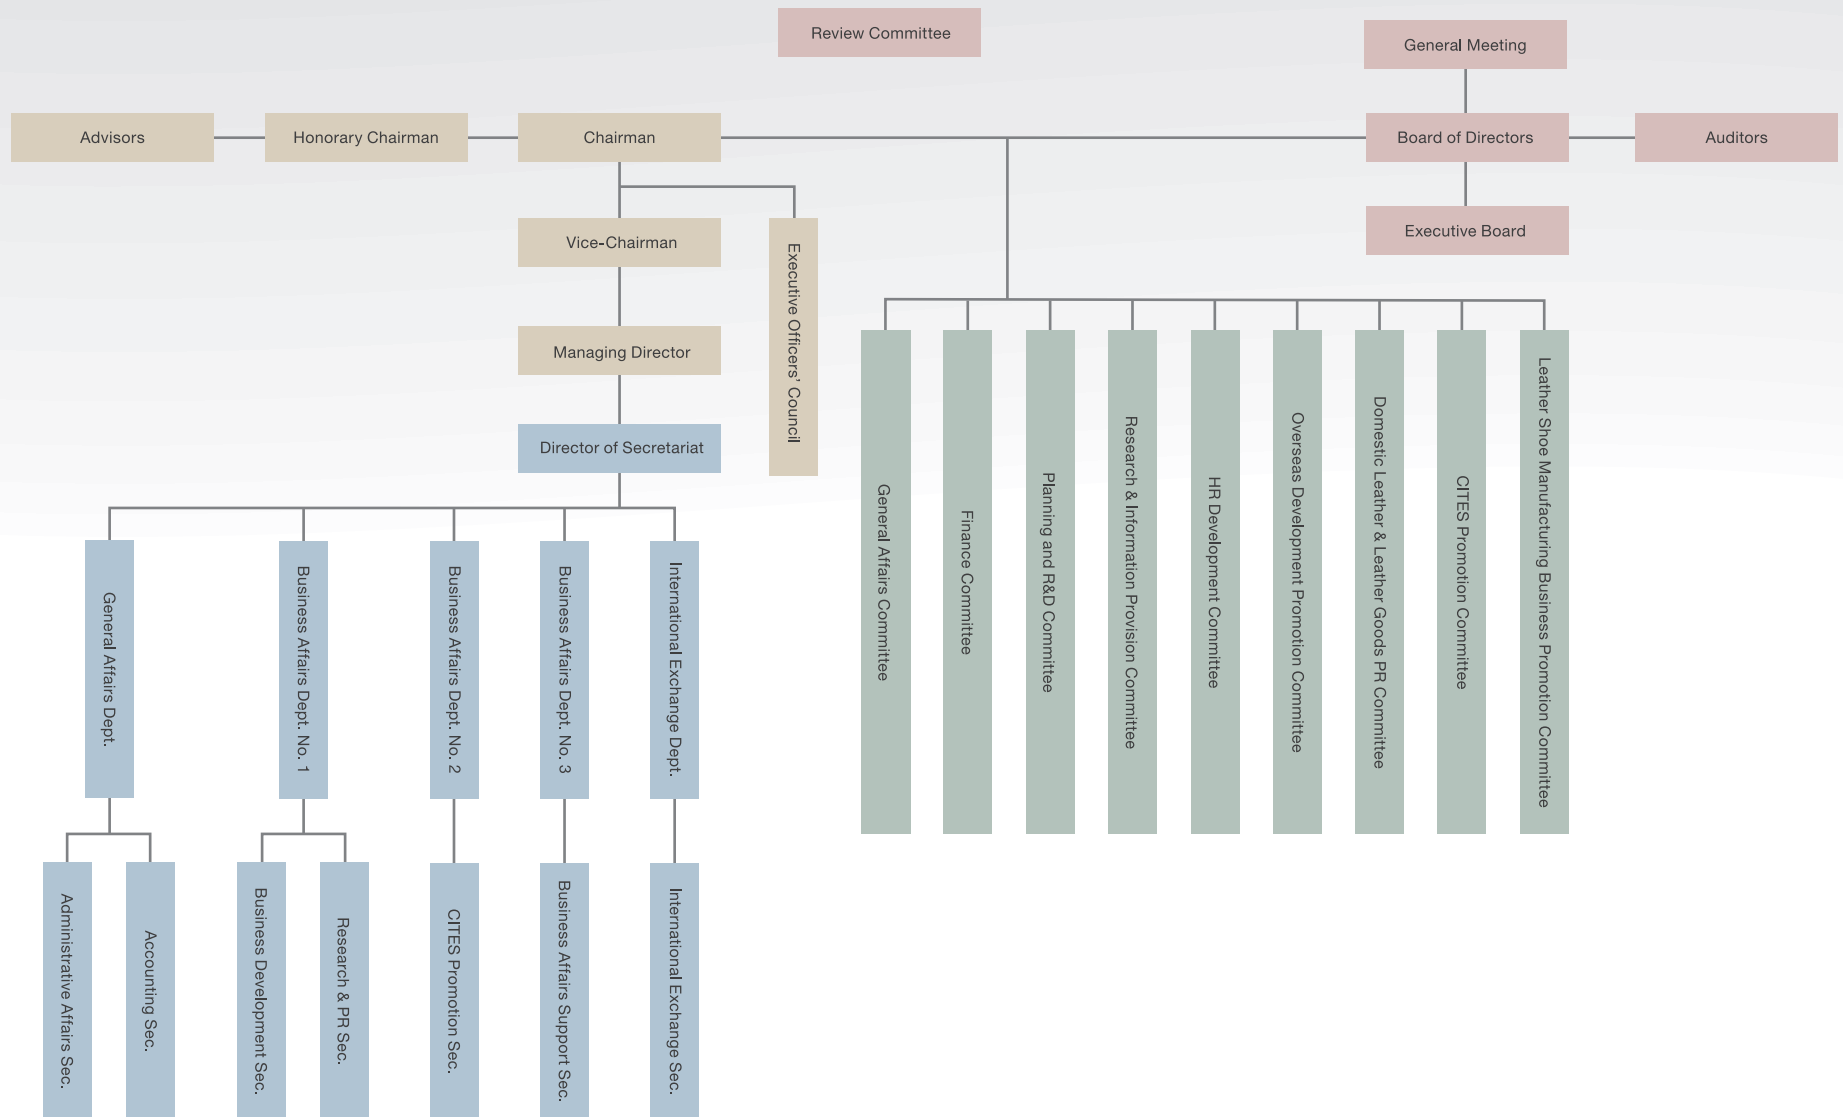 Review Committee
General Meeting
Advisors
Honorary Chairman
Chairman
Board of Directors
Auditors
Vice-Chairman
Executive Officers' Council
Executive Board
Managing Director
Director of Secretariat
General Affairs Committee
Finance Committee
Planning and R&D Committee
Research & Information Provision Committee
HR Development Committee
Overseas Development Promotion Committee
Domestic Leather & Leather Goods PR Committee
CITES Promotion Committee
Leather Shoe Manufacturing Business Promotion Committee
General Affairs Dept.
Business Affairs Dept. No. 1
Business Affairs Dept. No. 2
Business Affairs Dept. No. 3
International Exchange Dept.
Administrative Affairs Sec.
Accounting Sec.
Business Development Sec.
Research & PR Sec.
CITES Promotion Sec.
Business Affairs Support Sec.
International Exchange Sec.